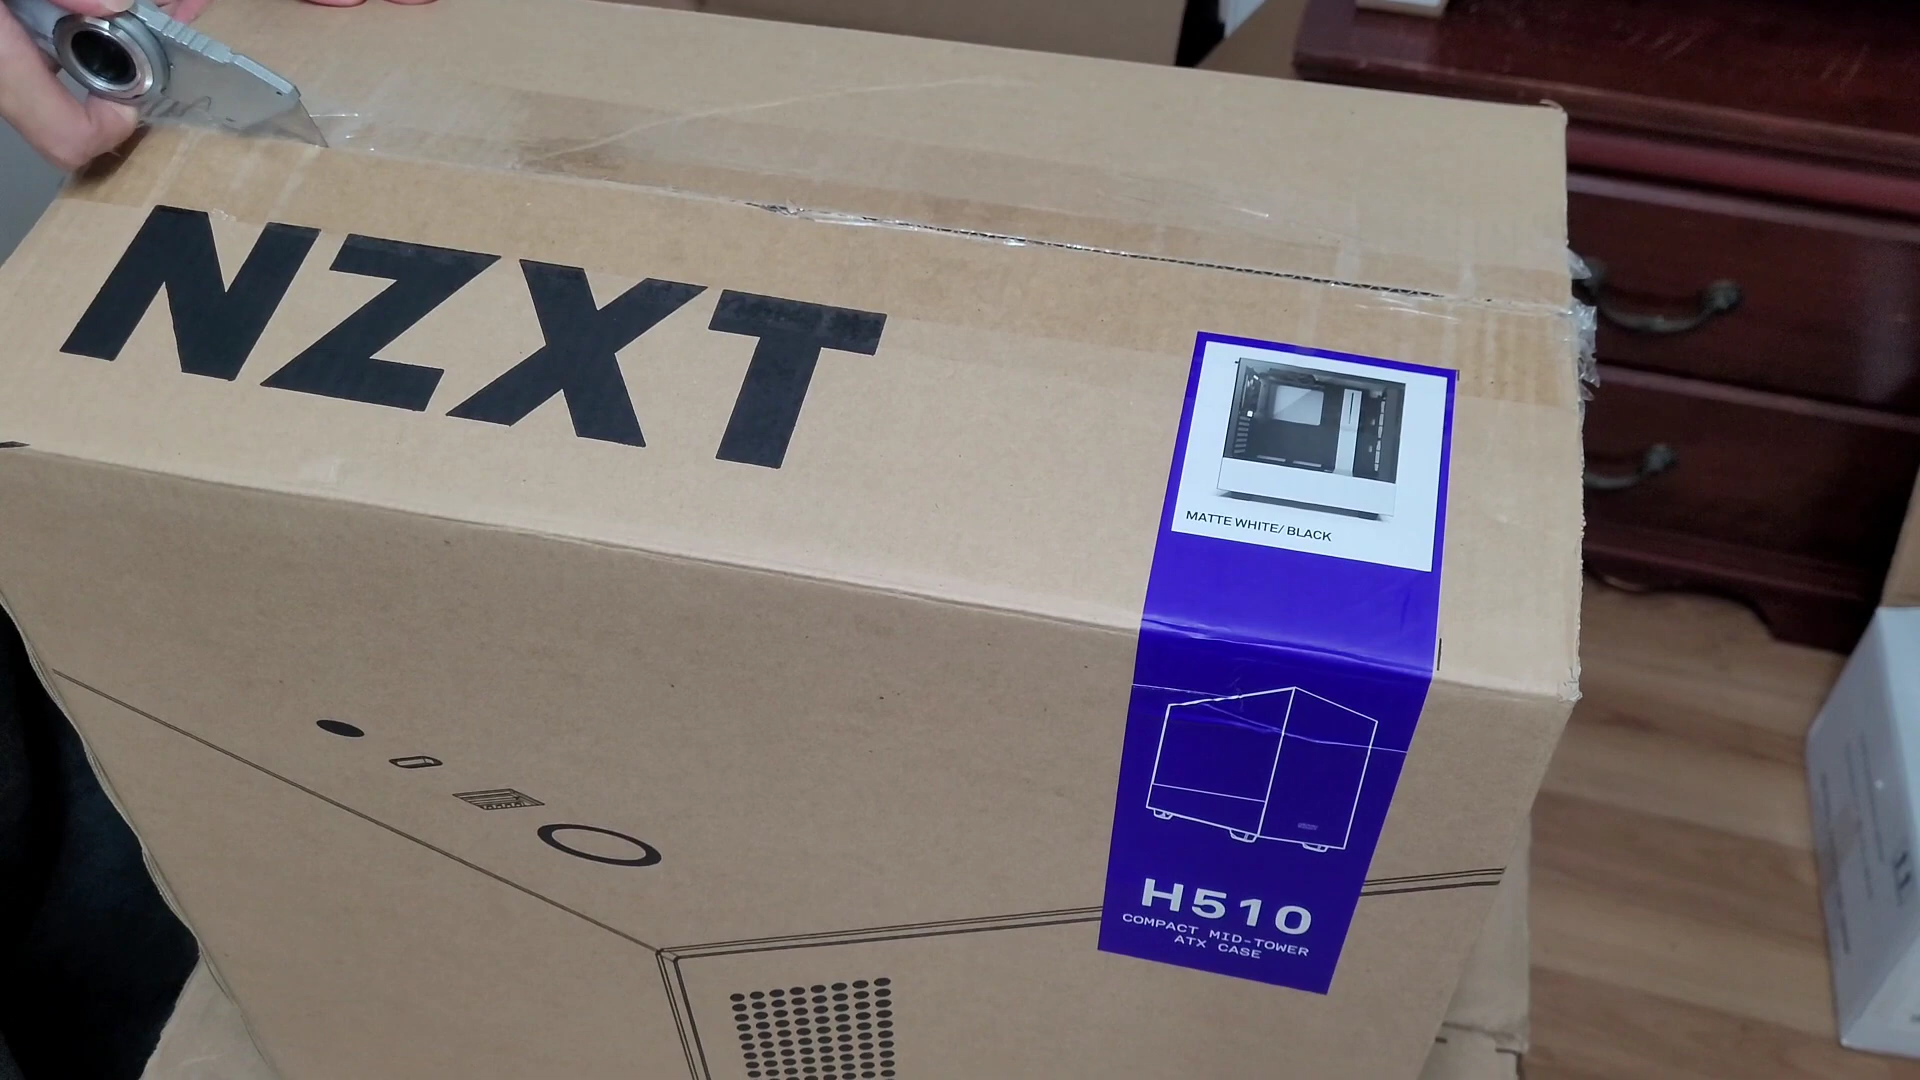 NZXT
MATTE WHITE/ BLACK
H510
COMPACT MID-TOWER
ATX CASE